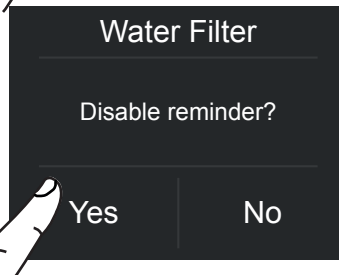 Water Filter
Disable reminder?
Yes No